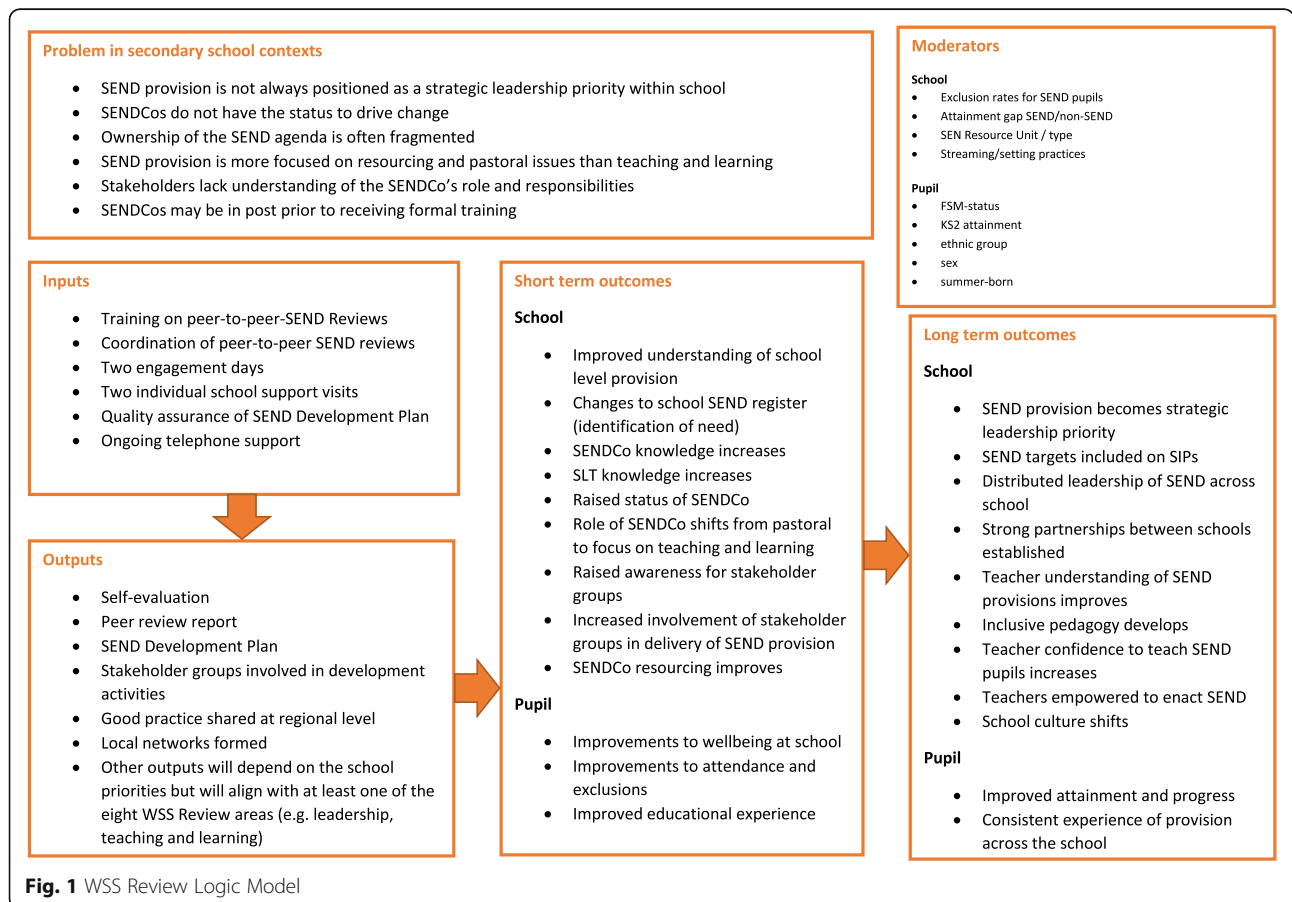 Problem in secondary school contexts
• SEND provision is not always positioned as a strategic leadership priority within school
• SENDCos do not have the status to drive change
• Ownership of the SEND agenda is often fragmented
• SEND provision is more focused on resourcing and pastoral issues than teaching and learning
• Stakeholders lack understanding of the SENDCo's role and responsibilities
• SENDCos may be in post prior to receiving formal training
Moderators
School
• Exclusion rates for SEND pupils
• Attainment gap SEND/non-SEND
• SEN Resource Unit / type
• Streaming/setting practices
Pupil
• FSM-status
• KS2 attainment
• ethnic group
• sex
• summer-born
Inputs
• Training on peer-to-peer-SEND Reviews
• Coordination of peer-to-peer SEND reviews
• Two engagement days
• Two individual school support visits
• Quality assurance of SEND Development Plan
• Ongoing telephone support
Outputs
• Self-evaluation
• Peer review report
• SEND Development Plan
• Stakeholder groups involved in development
activities
• Good practice shared at regional level
• Local networks formed
• Other outputs will depend on the school
priorities but will align with at least one of the
eight WSS Review areas (e.g. leadership,
teaching and learning)
Short term outcomes
School
• Improved understanding of school
level provision
• Changes to school SEND register
(identification of need)
• SENDCo knowledge increases
• SLT knowledge increases
• Raised status of SENDCo
• Role of SENDCo shifts from pastoral
to focus on teaching and learning
• Raised awareness for stakeholder
groups
• Increased involvement of stakeholder
groups in delivery of SEND provision
• SENDCo resourcing improves
Pupil
• Improvements to wellbeing at school
• Improvements to attendance and
exclusions
• Improved educational experience
Long term outcomes
School
• SEND provision becomes strategic
leadership priority
• SEND targets included on SIPs
• Distributed leadership of SEND across
school
• Strong partnerships between schools
established
• Teacher understanding of SEND
provisions improves
• Inclusive pedagogy develops
• Teacher confidence to teach SEND
pupils increases
• Teachers empowered to enact SEND
• School culture shifts
Pupil
• Improved attainment and progress
• Consistent experience of provision
across the school
Fig. 1 WSS Review Logic Model